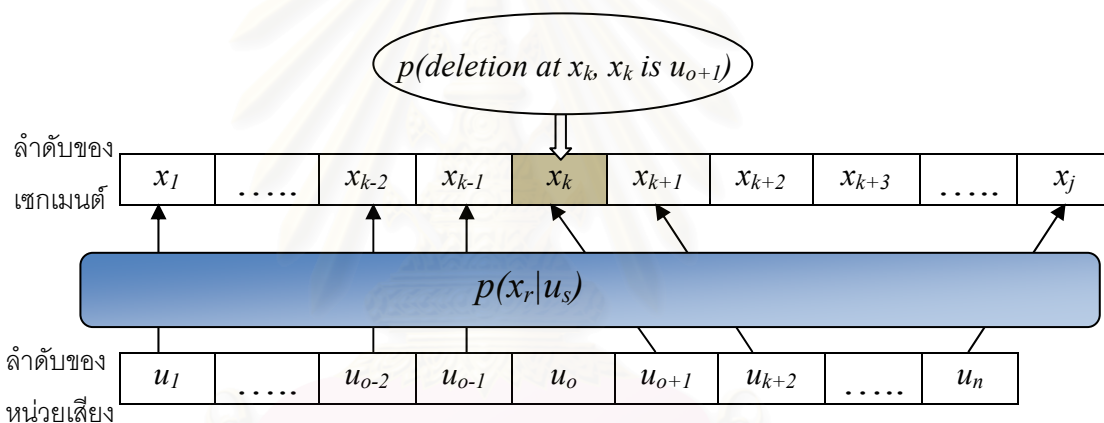 p(deletion at xₖ, xₖ is uₒ₊₁)
ลำดับของ
เซกเมนต์
x₁ ..... xₖ₋₂ xₖ₋₁ xₖ xₖ₊₁ xₖ₊₂ xₖ₊₃ ..... xⱼ
p(xᵣ|uₛ)
ลำดับของ
หน่วยเสียง
u₁ ..... uₒ₋₂ uₒ₋₁ uₒ uₒ₊₁ uₖ₊₂ ..... uₙ